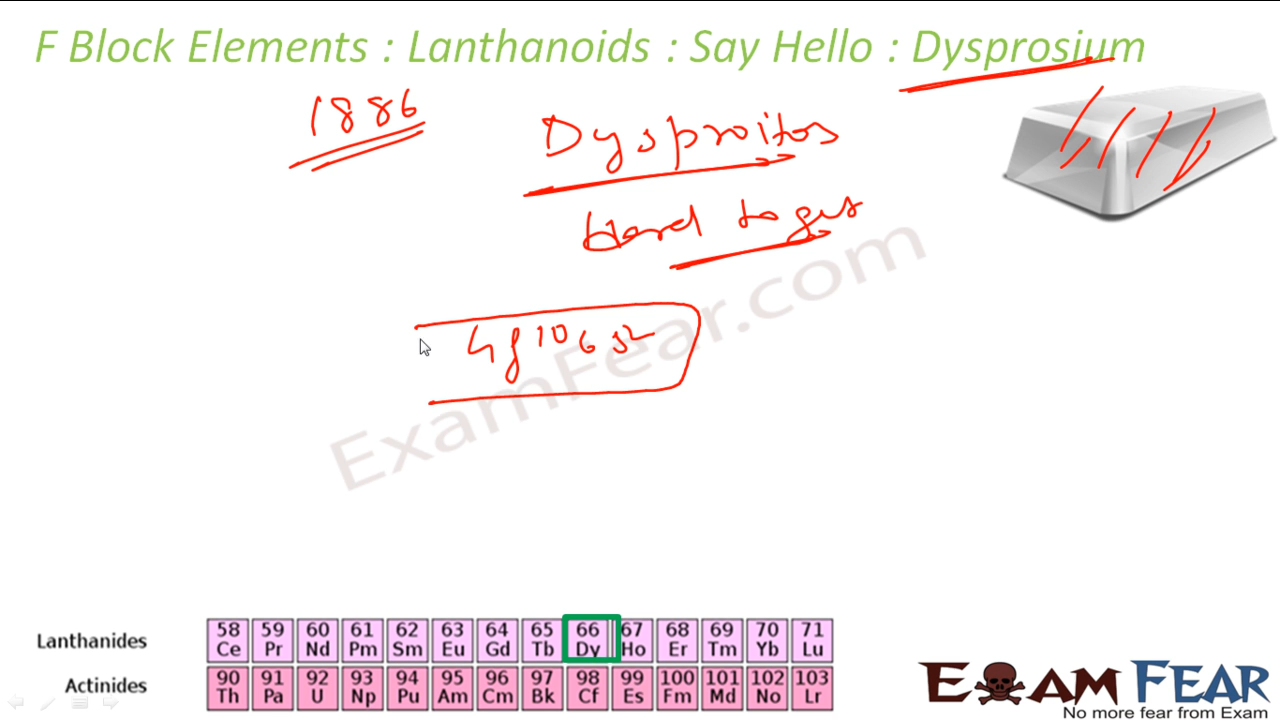 F Block Elements : Lanthanoids : Say Hello : Dysprosium
1886
Dysproitos
Hard to get
4f¹⁰6s²
ExamFear.com
Lanthanides
58 59 60 61 62 63 64 65 66 67 68 69 70 71
Ce Pr Nd Pm Sm Eu Gd Tb Dy Ho Er Tm Yb Lu
Actinides
90 91 92 93 94 95 96 97 98 99 100 101 102 103
Th Pa U Np Pu Am Cm Bk Cf Es Fm Md No Lr
EXAM FEAR
No more fear from Exam